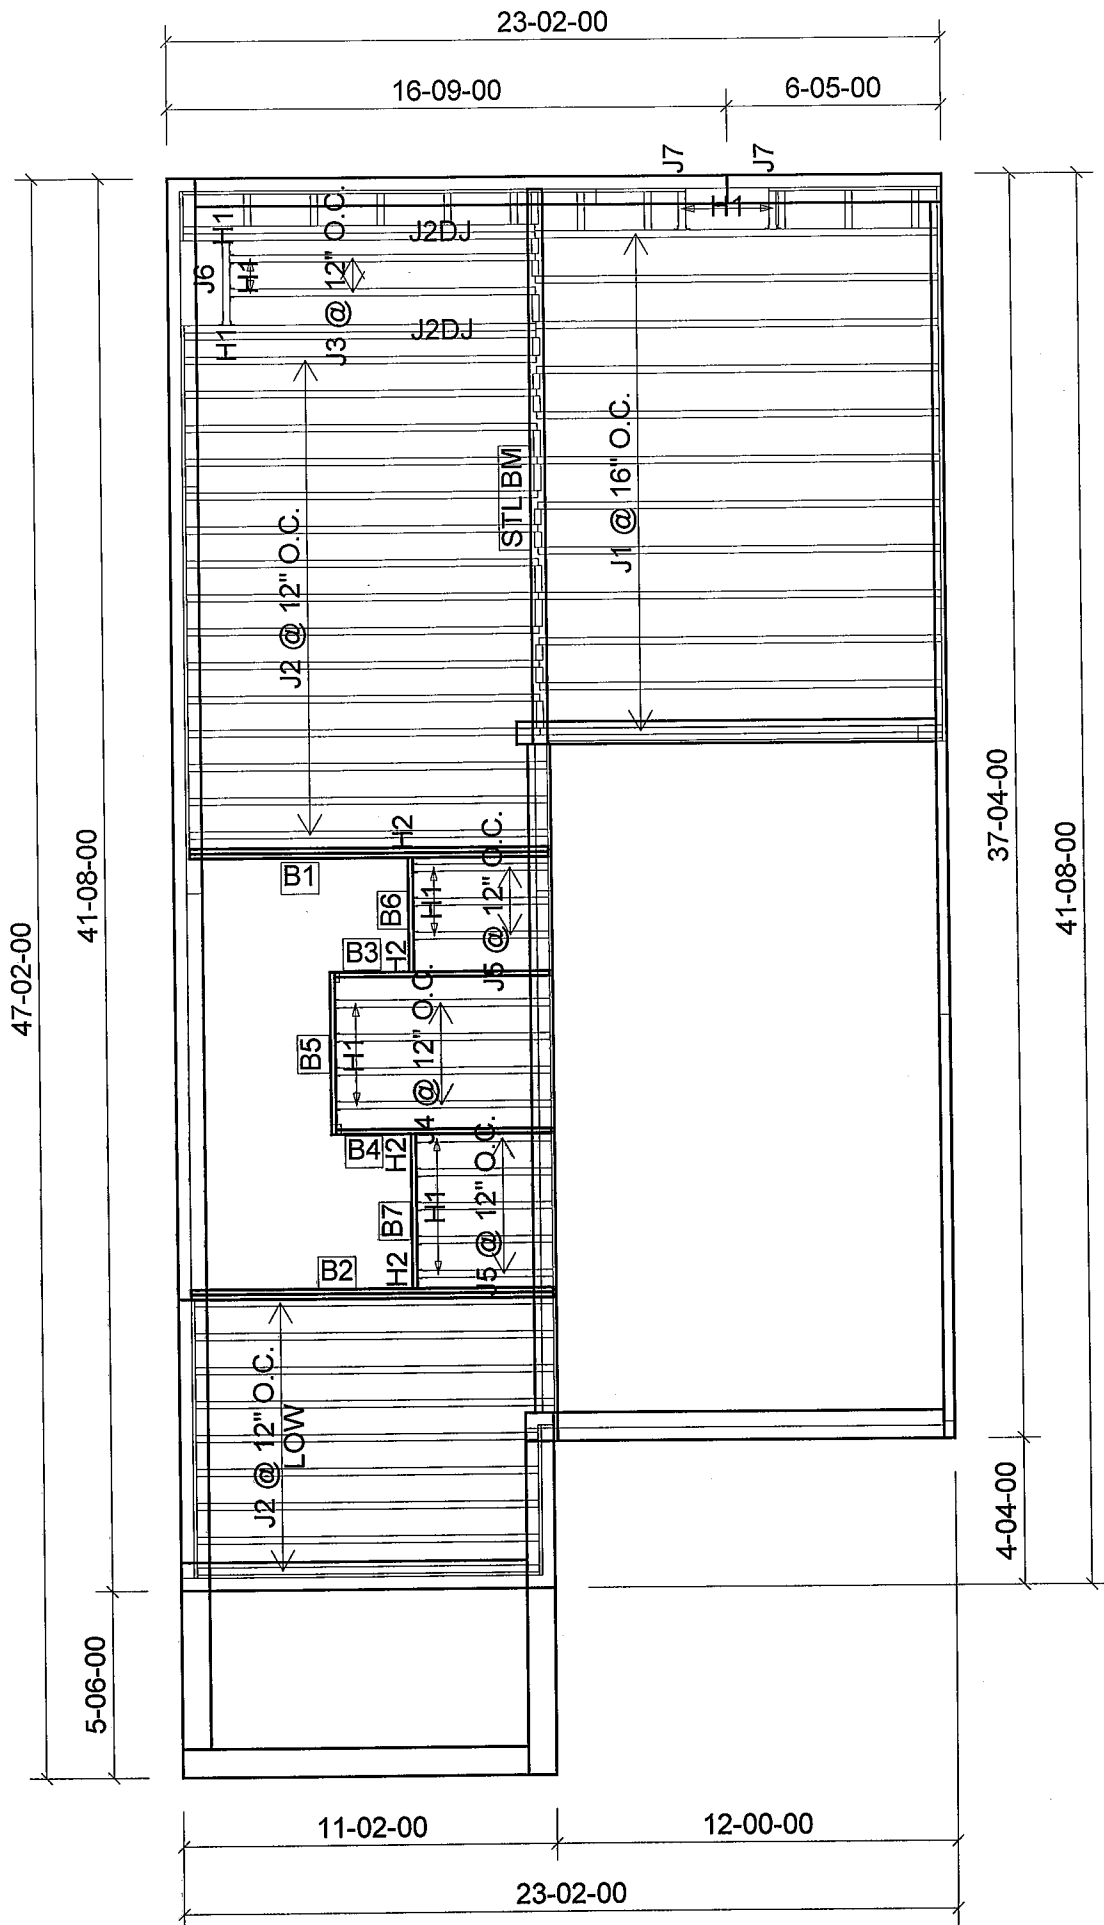 23-02-00
16-09-00
6-05-00
J7
J7
H1
H1
J6
H1
H1
J3 @ 12" O.C.
J2DJ
J2DJ
J2 @ 12" O.C.
STL BM
J1 @ 16" O.C.
47-02-00
41-08-00
37-04-00
41-08-00
B1
H2
B6
H1
J5 @ 12" O.C.
B3
H2
B5
H1
J4 @ 12" O.C.
B4
H2
B7
H1
J5 @ 12" O.C.
B2
H2
J2 @ 12" O.C.
LOW
5-06-00
4-04-00
11-02-00
12-00-00
23-02-00